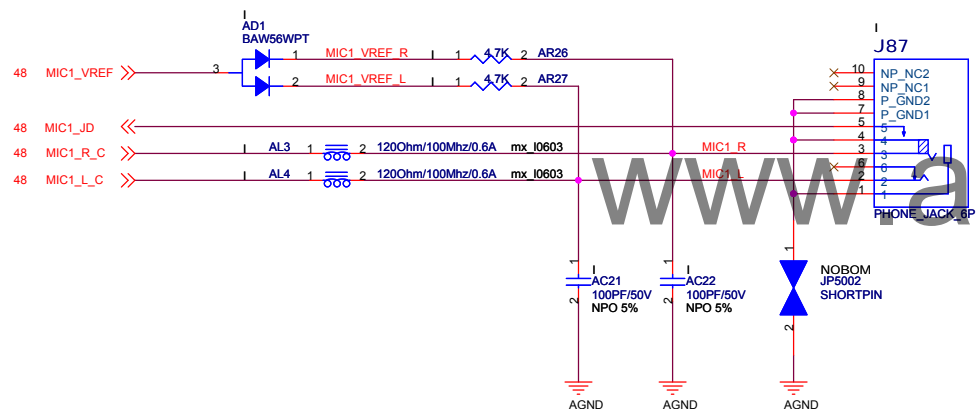 I
AD1
BAW56WPT
I
J87
48 MIC1_VREF 3 1 MIC1_VREF_R I 1 4.7K 2 AR26
2 MIC1_VREF_L I 1 4.7K 2 AR27
10 NP_NC2
9 NP_NC1
8 P_GND2
7 P_GND1
48 MIC1_JD 5 5
4 4
48 MIC1_R_C I AL3 1 2 120Ohm/100Mhz/0.6A mx_l0603 MIC1_R 3 3
6 6
48 MIC1_L_C I AL4 1 2 120Ohm/100Mhz/0.6A mx_l0603 MIC1_L 2 2
1 1
www.a
PHONE_JACK_6P
1 I
AC21
100PF/50V
2 NPO 5%
1 I
AC22
100PF/50V
2 NPO 5%
1
NOBOM
JP5002
SHORTPIN
2
AGND AGND AGND